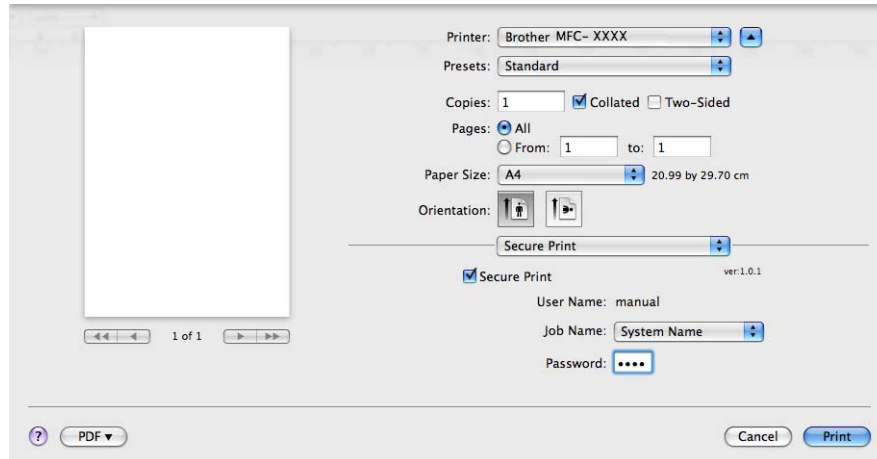 Printer: Brother MFC- XXXX
Presets: Standard
Copies: 1 Collated Two-Sided
Pages: All
From: 1 to: 1
Paper Size: A4 20.99 by 29.70 cm
Orientation:
Secure Print
Secure Print ver:1.0.1
User Name: manual
Job Name: System Name
Password: ••••
1 of 1
? PDF▼ Cancel Print